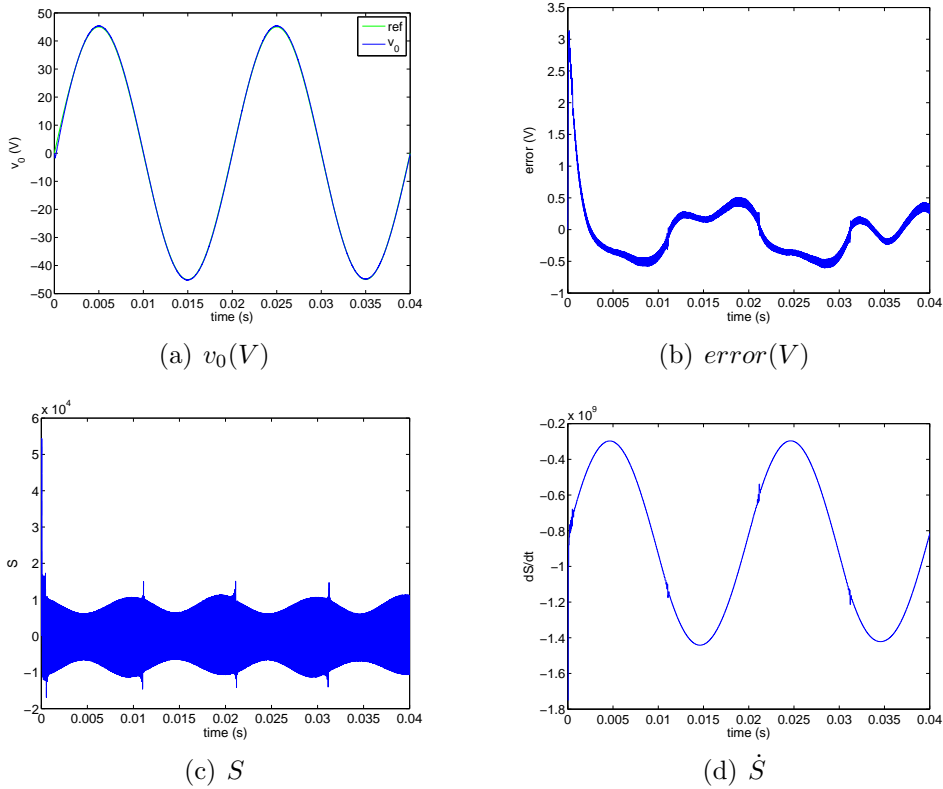 50
40
30
20
10
0
−10
−20
−30
−40
−50
0 0.005 0.01 0.015 0.02 0.025 0.03 0.035 0.04
time (s)
v0 (V)
ref
v0
(a) v0(V)
3.5
3
2.5
2
1.5
1
0.5
0
−0.5
−1
0 0.005 0.01 0.015 0.02 0.025 0.03 0.035 0.04
time (s)
error (V)
(b) error(V)
x 10^4
6
5
4
3
2
1
0
−1
−2
0 0.005 0.01 0.015 0.02 0.025 0.03 0.035 0.04
time (s)
S
(c) S
x 10^9
−0.2
−0.4
−0.6
−0.8
−1
−1.2
−1.4
−1.6
−1.8
0 0.005 0.01 0.015 0.02 0.025 0.03 0.035 0.04
time (s)
dS/dt
(d) Ṡ